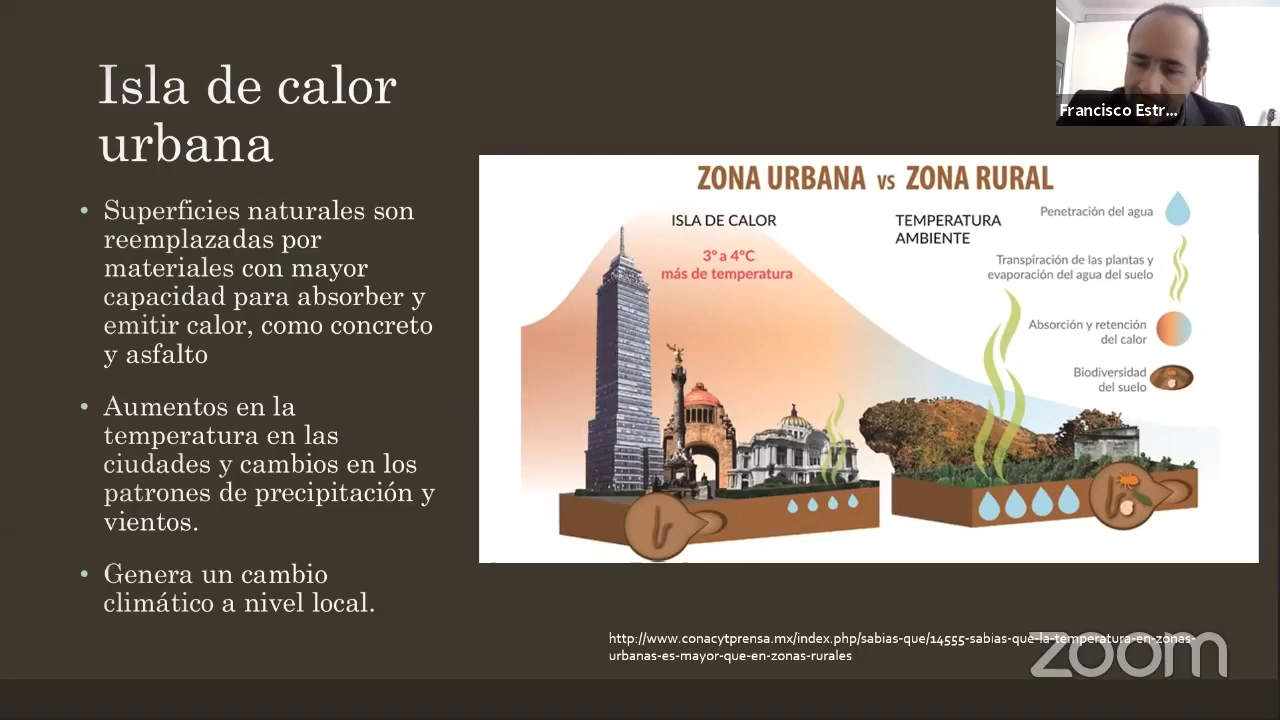 Isla de calor
urbana
• Superficies naturales son
reemplazadas por
materiales con mayor
capacidad para absorber y
emitir calor, como concreto
y asfalto
• Aumentos en la
temperatura en las
ciudades y cambios en los
patrones de precipitación y
vientos.
• Genera un cambio
climático a nivel local.
Francisco Estr...
ZONA URBANA vs ZONA RURAL
ISLA DE CALOR
3° a 4°C
más de temperatura
TEMPERATURA
AMBIENTE
Penetración del agua
Transpiración de las plantas y
evaporación del agua del suelo
Absorción y retención
del calor
Biodiversidad
del suelo
http://www.conacytprensa.mx/index.php/sabias-que/14555-sabias-que-la-temperatura-en-zonas-
urbanas-es-mayor-que-en-zonas-rurales
zoom